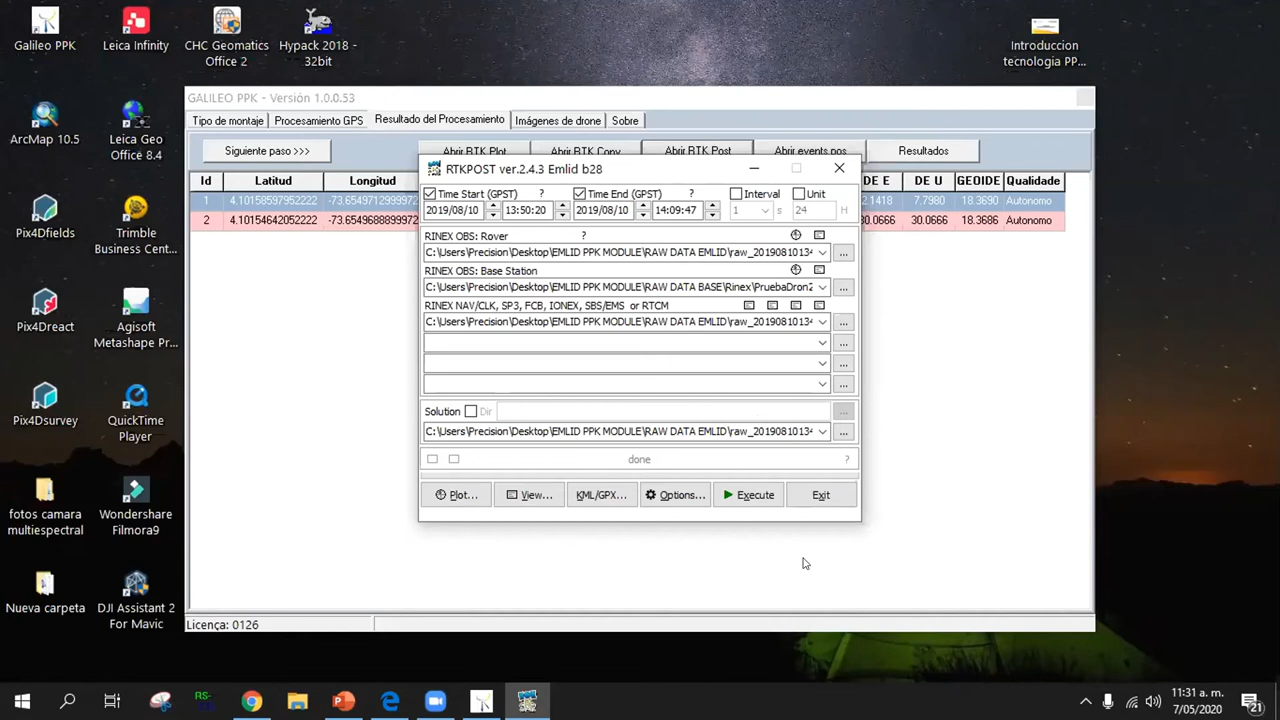 Galileo PPK
Leica Infinity
CHC Geomatics
Office 2
Hypack 2018 -
32bit
Introduccion
tecnologia PP...
ArcMap 10.5
Leica Geo
Office 8.4
Pix4Dfields
Trimble
Business Cent...
Pix4Dreact
Agisoft
Metashape Pr...
Pix4Dsurvey
QuickTime
Player
fotos camara
multiespectral
Wondershare
Filmora9
Nueva carpeta
DJI Assistant 2
For Mavic
GALILEO PPK - Versión 1.0.0.53
Tipo de montaje
Procesamiento GPS
Resultado del Procesamiento
Imágenes de drone
Sobre
Siguiente paso >>>
Abrir RTK Plot
Abrir RTK Conv
Abrir RTK Post
Abrir events.pos
Resultados
Id Latitud Longitud DE E DE U GEOIDE Qualidade
1 4.10158597952222 -73.6549712999972 2.1418 7.7980 18.3690 Autonomo
2 4.10154642052222 -73.6549688899972 30.0666 30.0666 18.3686 Autonomo
RTKPOST ver.2.4.3 Emlid b28
Time Start (GPST) ? Time End (GPST) ? Interval Unit
2019/08/10 13:50:20 2019/08/10 14:09:47 1 s 24 H
RINEX OBS: Rover ?
C:\Users\Precision\Desktop\EMLID PPK MODULE\RAW DATA EMLID\raw_2019081013
...
RINEX OBS: Base Station
C:\Users\Precision\Desktop\EMLID PPK MODULE\RAW DATA BASE\Rinex\PruebaDron2
...
RINEX NAV/CLK, SP3, FCB, IONEX, SBS/EMS or RTCM
C:\Users\Precision\Desktop\EMLID PPK MODULE\RAW DATA EMLID\raw_2019081013
...
...
...
...
Solution Dir
...
C:\Users\Precision\Desktop\EMLID PPK MODULE\RAW DATA EMLID\raw_2019081013
...
done ?
Plot... View... KML/GPX... Options... Execute Exit
Licença: 0126
RS-
11:31 a. m.
7/05/2020
21